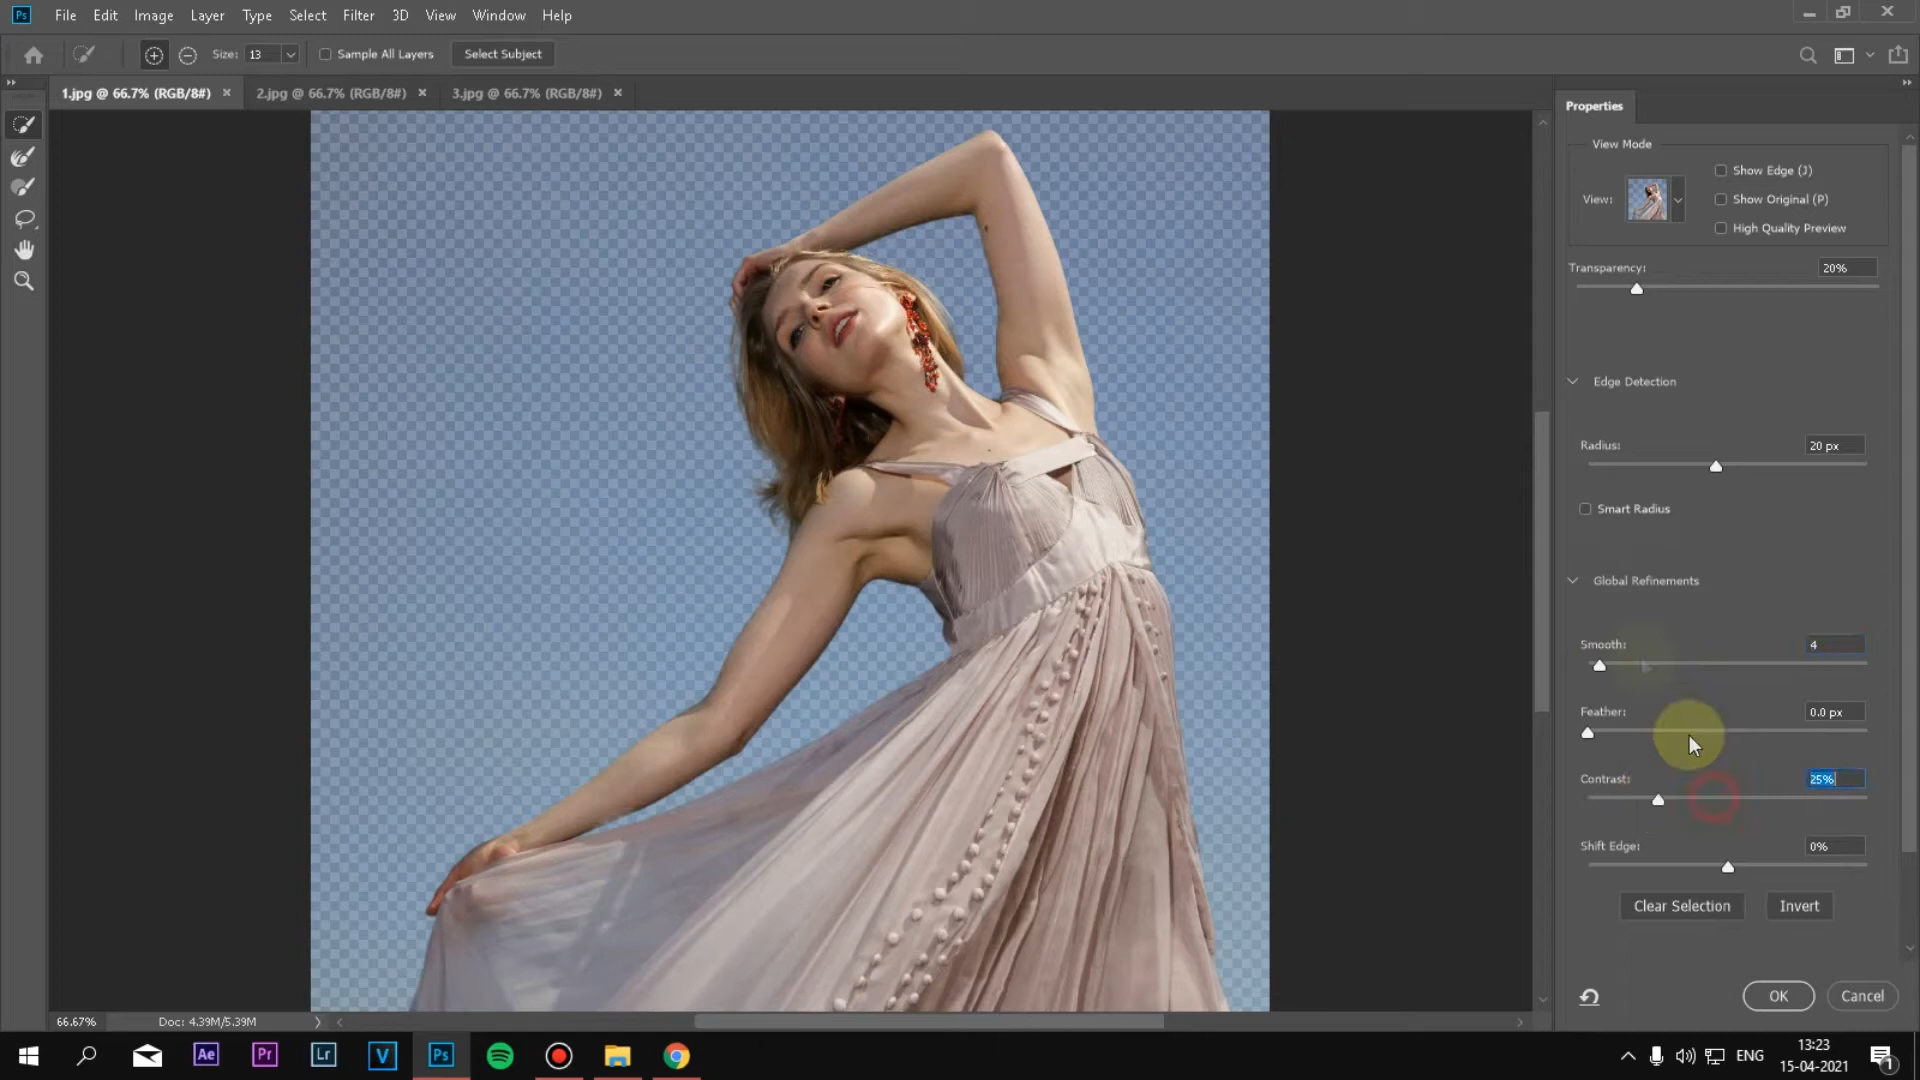 Ps File Edit Image Layer Type Select Filter 3D View Window Help
Size: 13 Sample All Layers Select Subject
1.jpg @ 66.7% (RGB/8#) × 2.jpg @ 66.7% (RGB/8#) × 3.jpg @ 66.7% (RGB/8#) ×
Properties
View Mode
Show Edge (J)
View:
Show Original (P)
High Quality Preview
Transparency: 20%
Edge Detection
Radius: 20 px
Smart Radius
Global Refinements
Smooth: 4
Feather: 0.0 px
Contrast: 25%
Shift Edge: 0%
Clear Selection Invert
OK Cancel
66.67% Doc: 4.39M/5.39M
Ae Pr Lr V Ps
ENG
13:23
15-04-2021
1